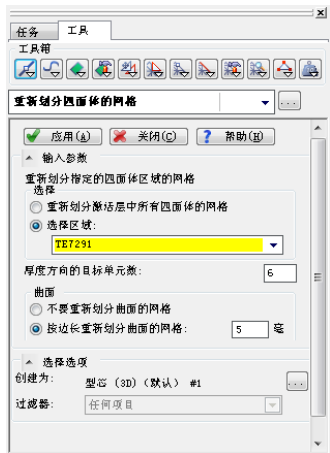 任务 工具
工具箱
重新划分四面体的网格
应用(A) 关闭(C) 帮助(H)
输入参数
重新划分指定的四面体区域的网格
选择
重新划分激活层中所有四面体的网格
选择区域:
TE7291
厚度方向的目标单元数: 6
曲面
不要重新划分曲面的网格
按边长重新划分曲面的网格: 5 毫
选择选项
创建为: 型芯 (3D) (默认) #1
过滤器: 任何项目